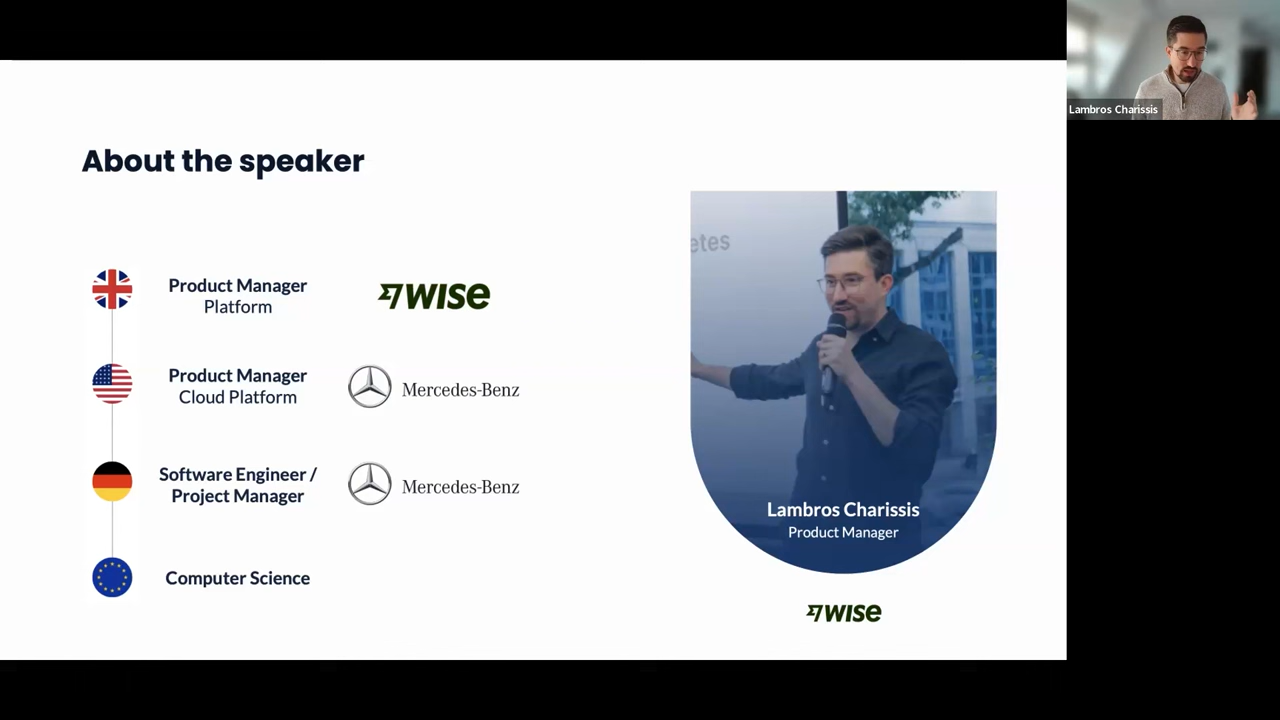 About the speaker
Product Manager
Platform
WISE
Product Manager
Cloud Platform
Mercedes-Benz
Software Engineer /
Project Manager
Mercedes-Benz
Computer Science
etes
Lambros Charissis
Product Manager
WISE
Lambros Charissis